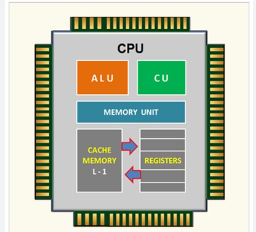 CPU
ALU
CU
MEMORY UNIT
CACHE
MEMORY
L - 1
REGISTERS